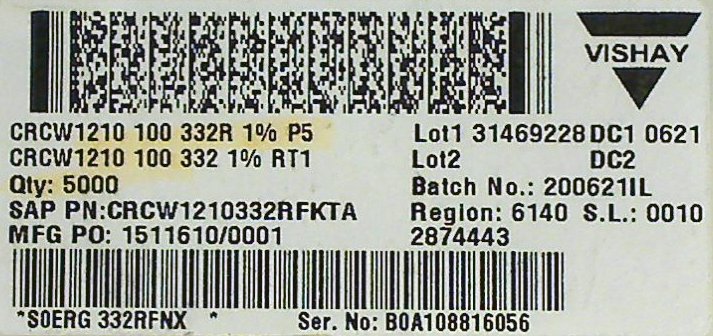 VISHAY
CRCW1210 100 332R 1% P5
CRCW1210 100 332 1% RT1
Qty: 5000
SAP PN:CRCW1210332RFKTA
MFG PO: 1511610/0001
Lot1 31469228 DC1 0621
Lot2 DC2
Batch No.: 200621IL
Region: 6140 S.L.: 0010
2874443
*S0ERG 332RFNX *
Ser. No: B0A108816056